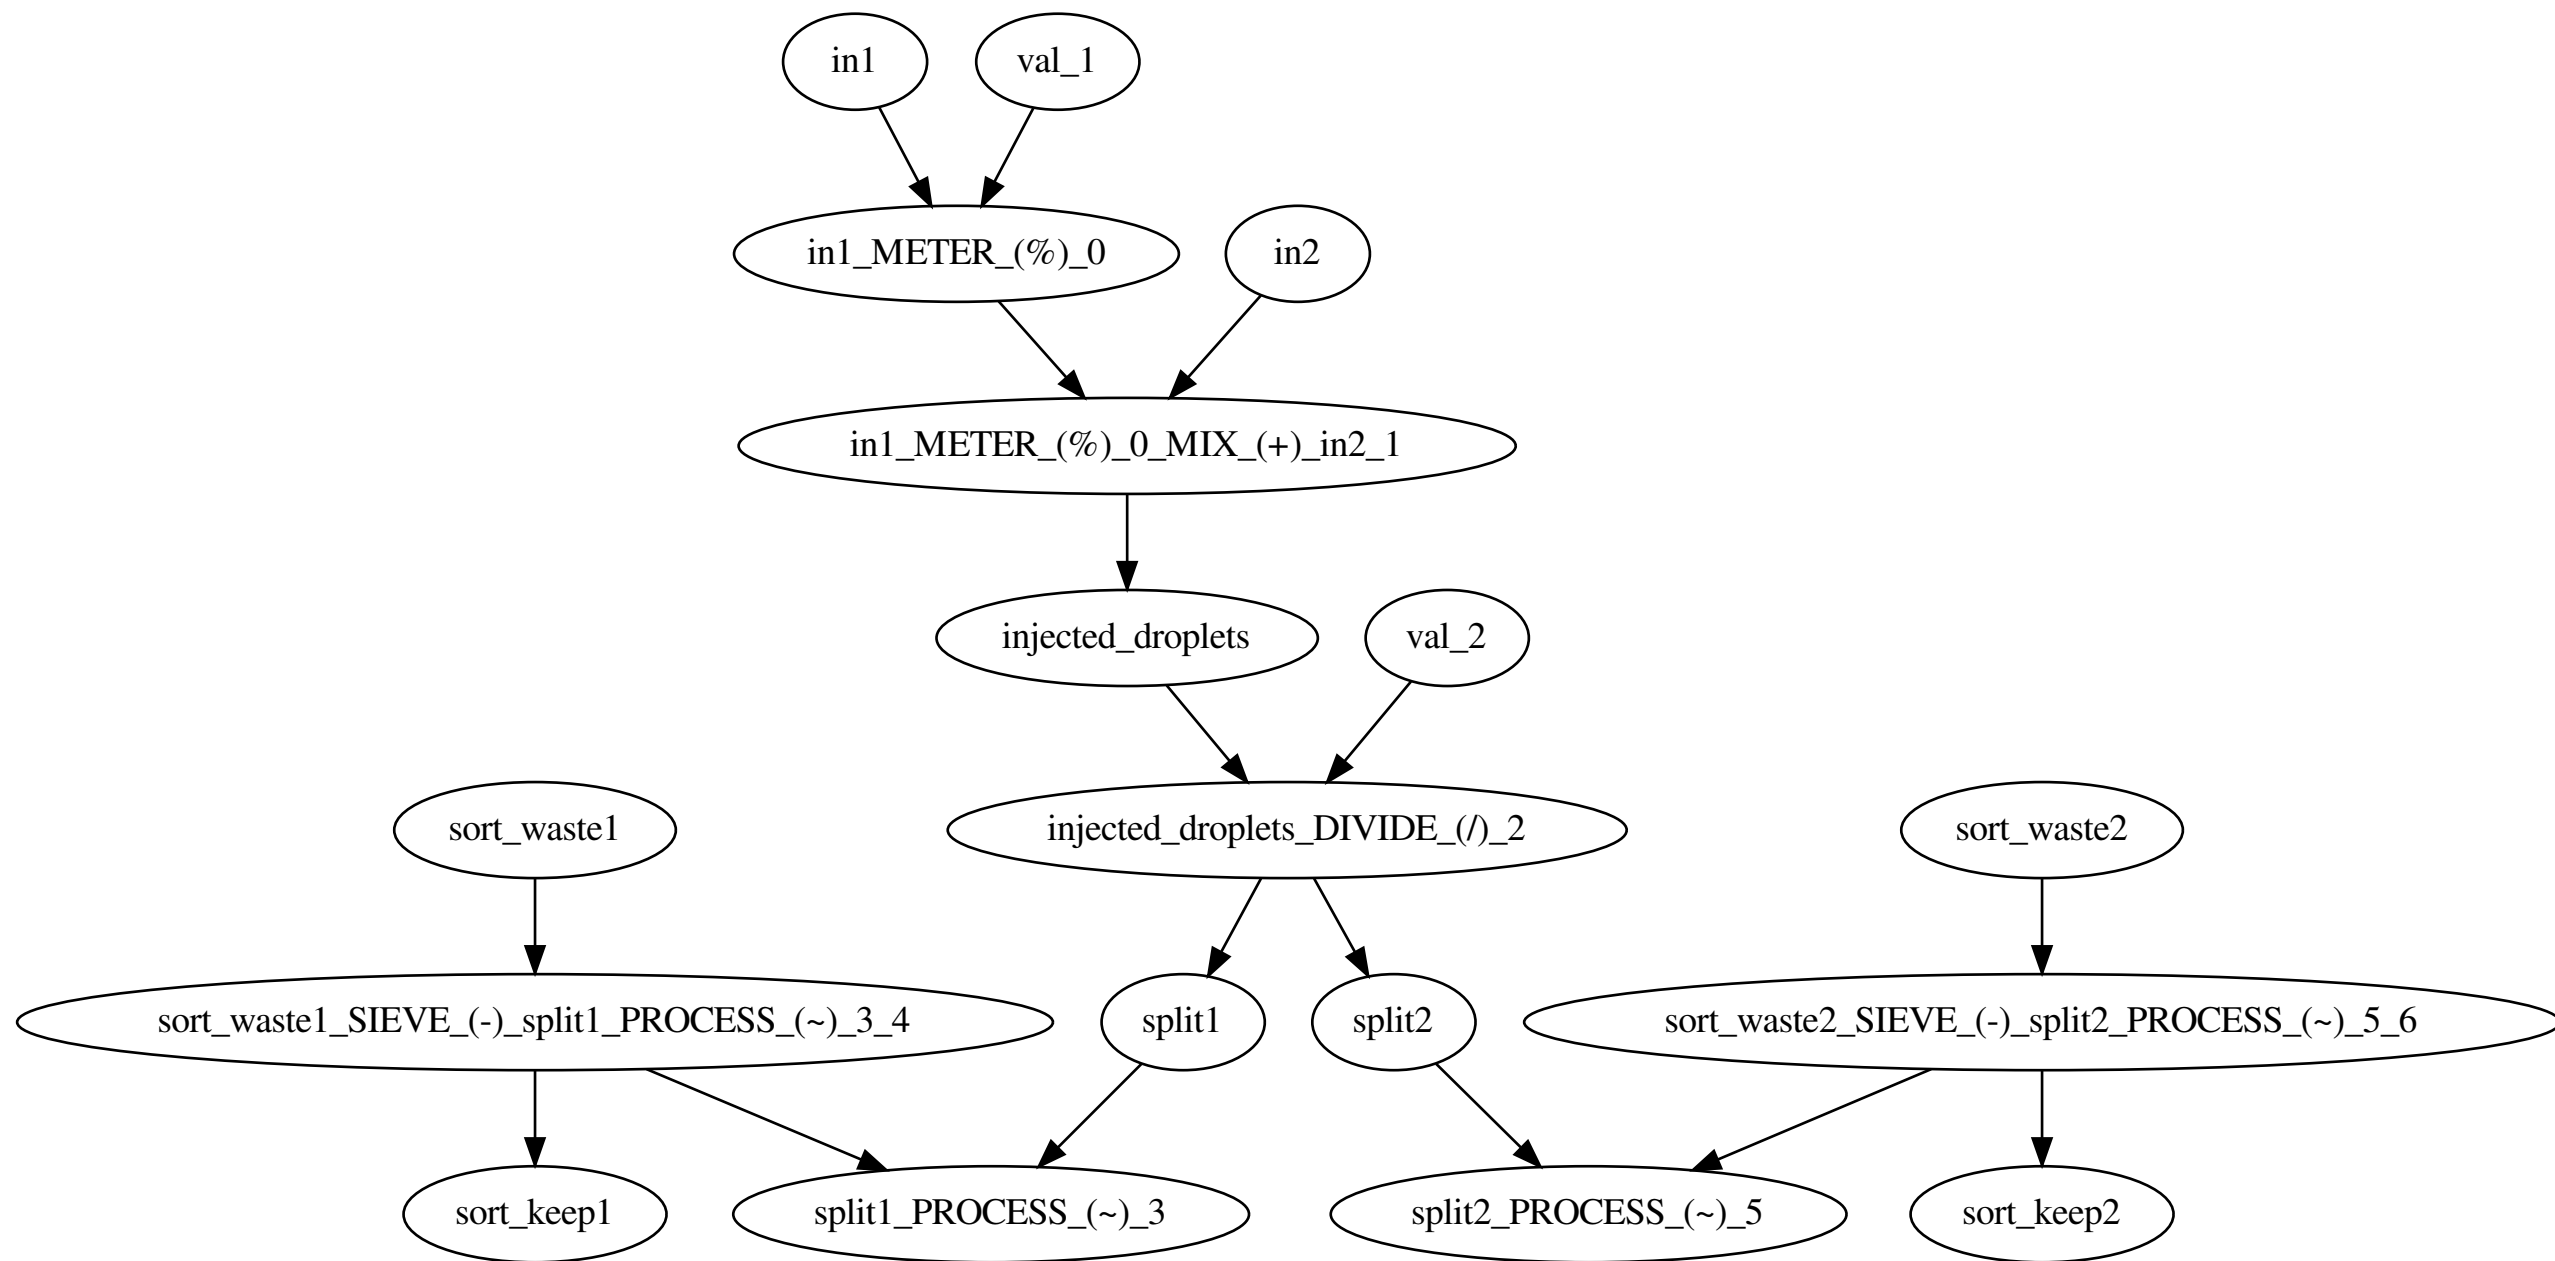 in1
val_1
in1_METER_(%)_0
in2
in1_METER_(%)_0_MIX_(+)_in2_1
injected_droplets
val_2
sort_waste1
injected_droplets_DIVIDE_(/)_2
sort_waste2
sort_waste1_SIEVE_(-)_split1_PROCESS_(~)_3_4
split1
split2
sort_waste2_SIEVE_(-)_split2_PROCESS_(~)_5_6
sort_keep1
split1_PROCESS_(~)_3
split2_PROCESS_(~)_5
sort_keep2